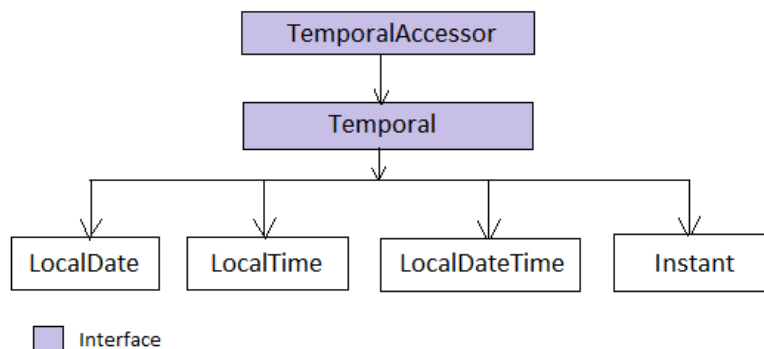 TemporalAccessor
Temporal
LocalDate
LocalTime
LocalDateTime
Instant
Interface